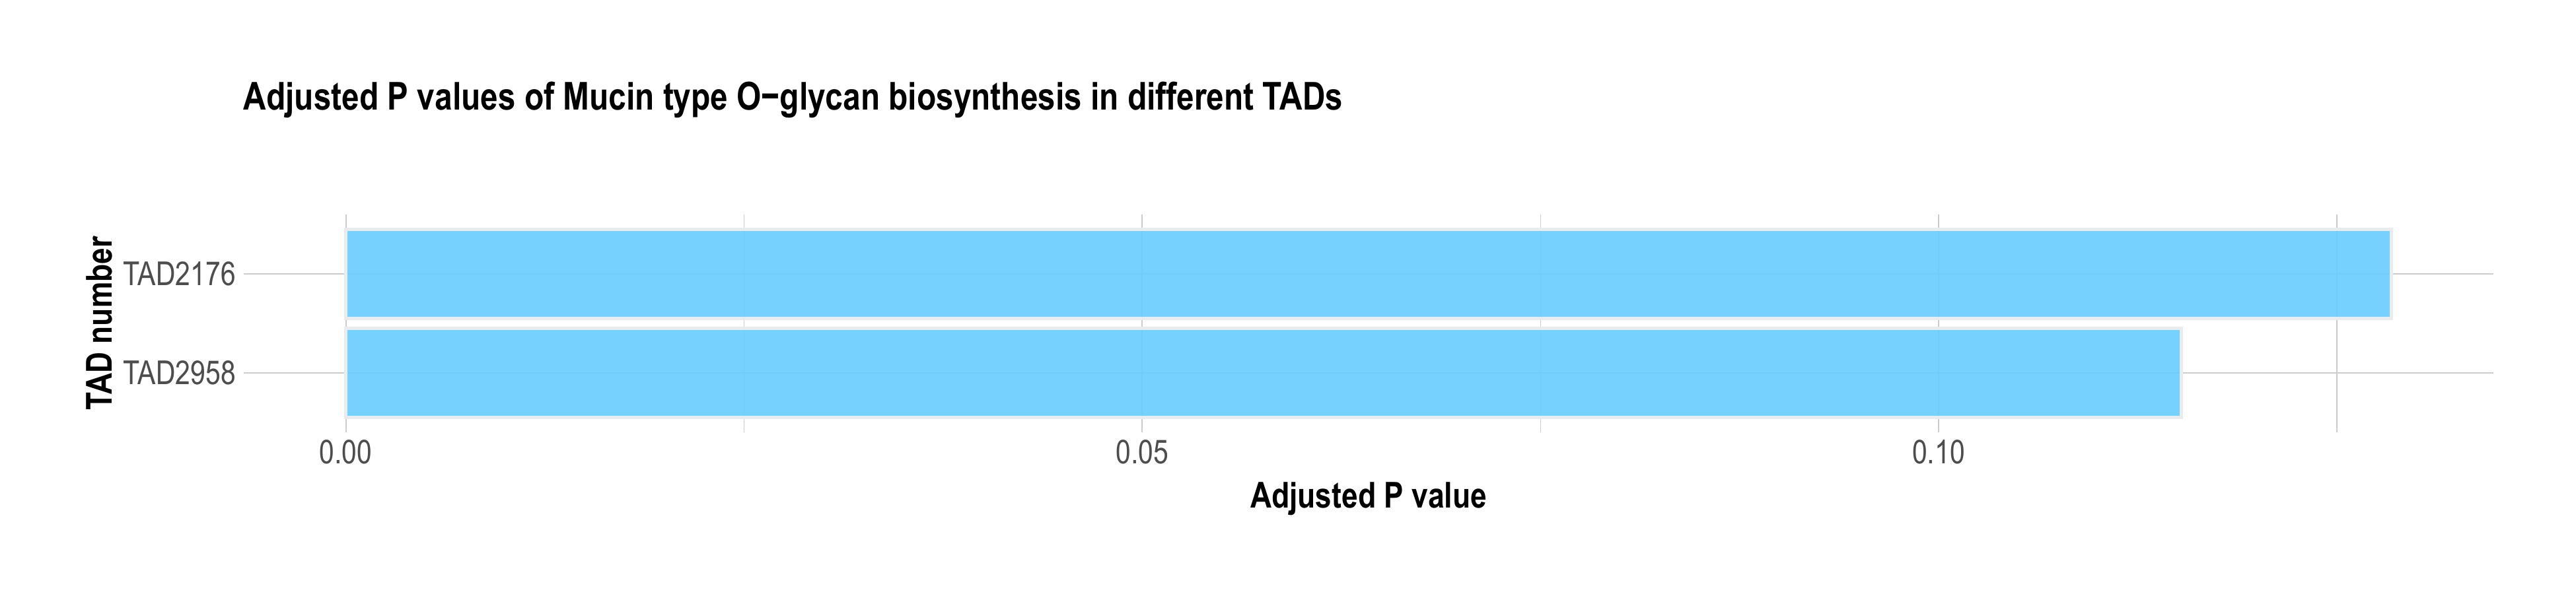 Adjusted P values of Mucin type O−glycan biosynthesis in different TADs
TAD number
TAD2176
TAD2958
0.00 0.05 0.10
Adjusted P value